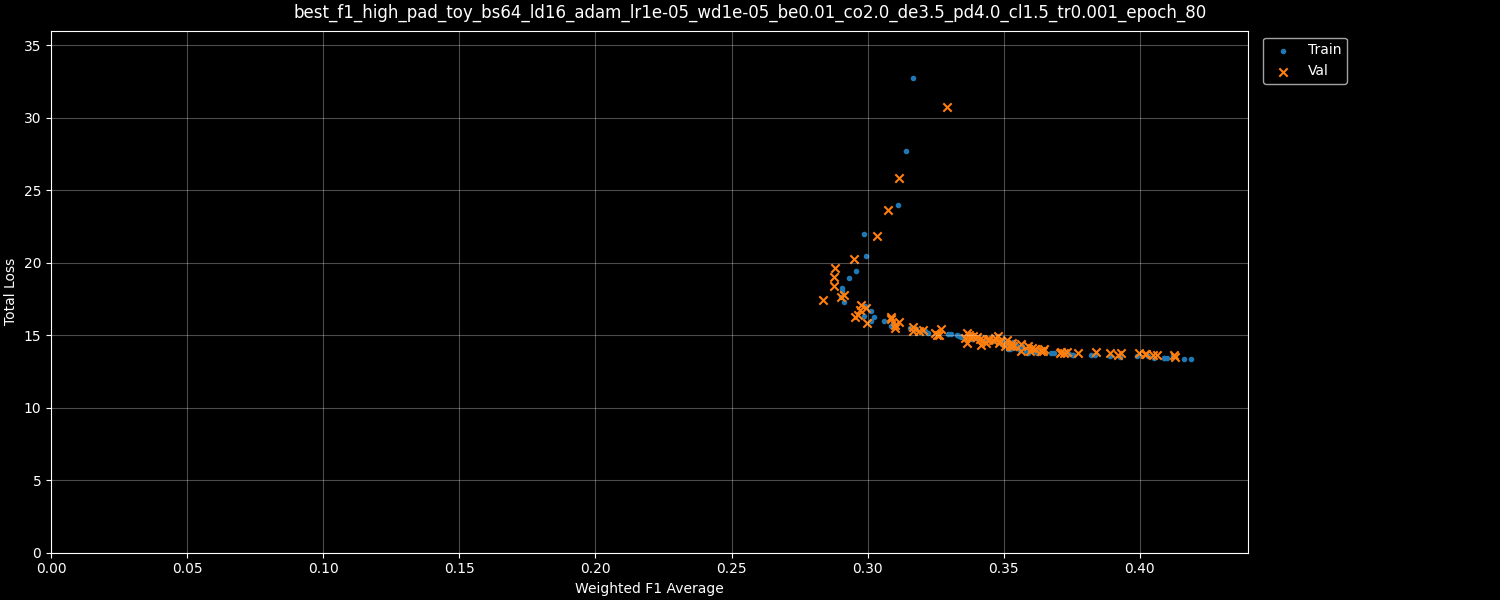 best_f1_high_pad_toy_bs64_ld16_adam_lr1e-05_wd1e-05_be0.01_co2.0_de3.5_pd4.0_cl1.5_tr0.001_epoch_80
Train
Val
Total Loss
35
30
25
20
15
10
5
0
0.00 0.05 0.10 0.15 0.20 0.25 0.30 0.35 0.40
Weighted F1 Average